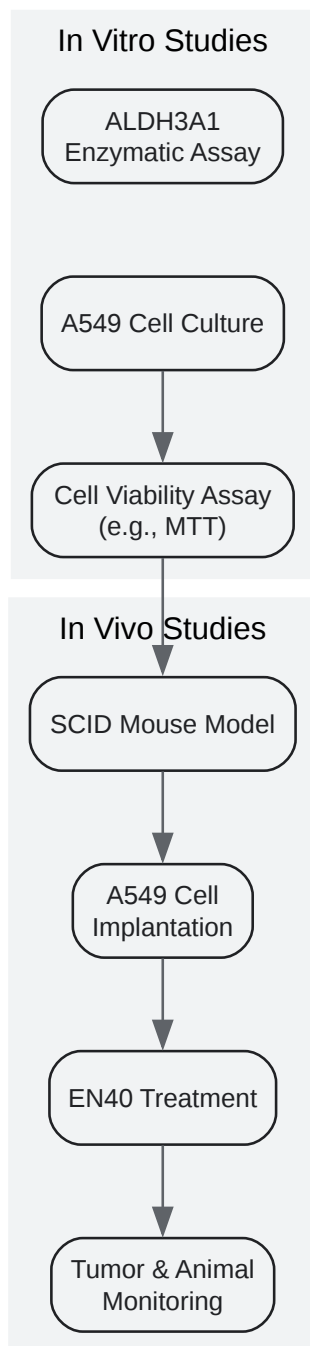 In Vitro Studies
ALDH3A1
Enzymatic Assay
A549 Cell Culture
Cell Viability Assay
(e.g., MTT)
In Vivo Studies
SCID Mouse Model
A549 Cell
Implantation
EN40 Treatment
Tumor & Animal
Monitoring